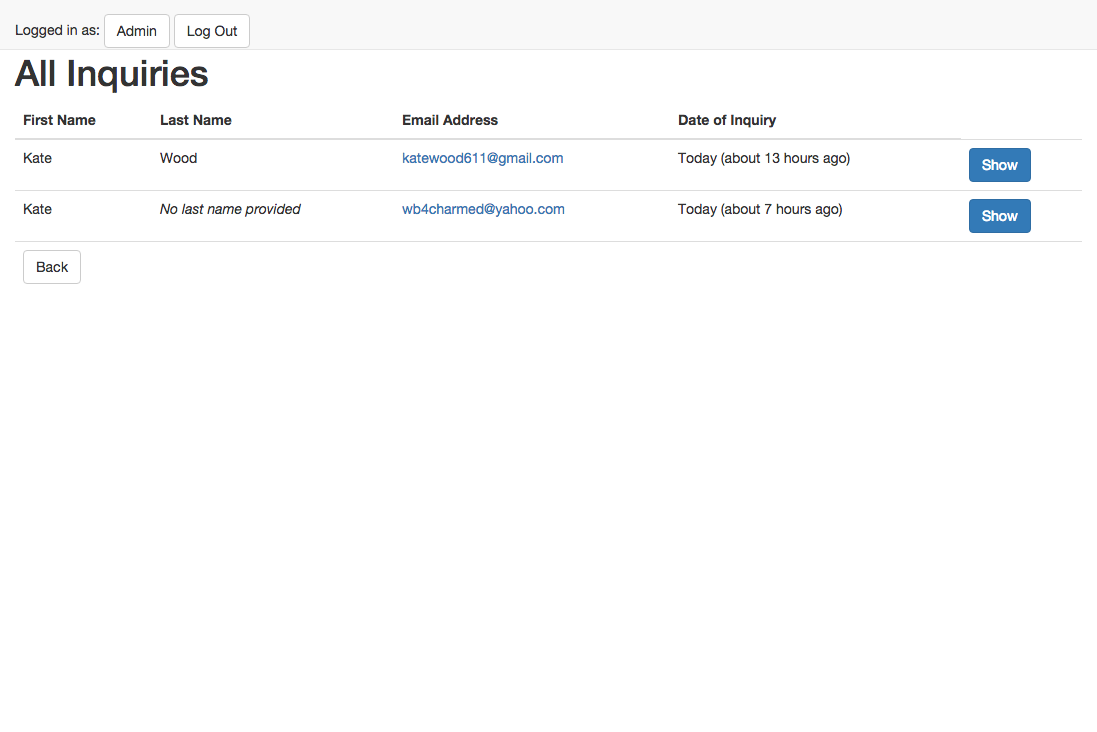 Logged in as: Admin Log Out
All Inquiries
First Name Last Name Email Address Date of Inquiry
Kate Wood katewood611@gmail.com Today (about 13 hours ago) Show
Kate No last name provided wb4charmed@yahoo.com Today (about 7 hours ago) Show
Back